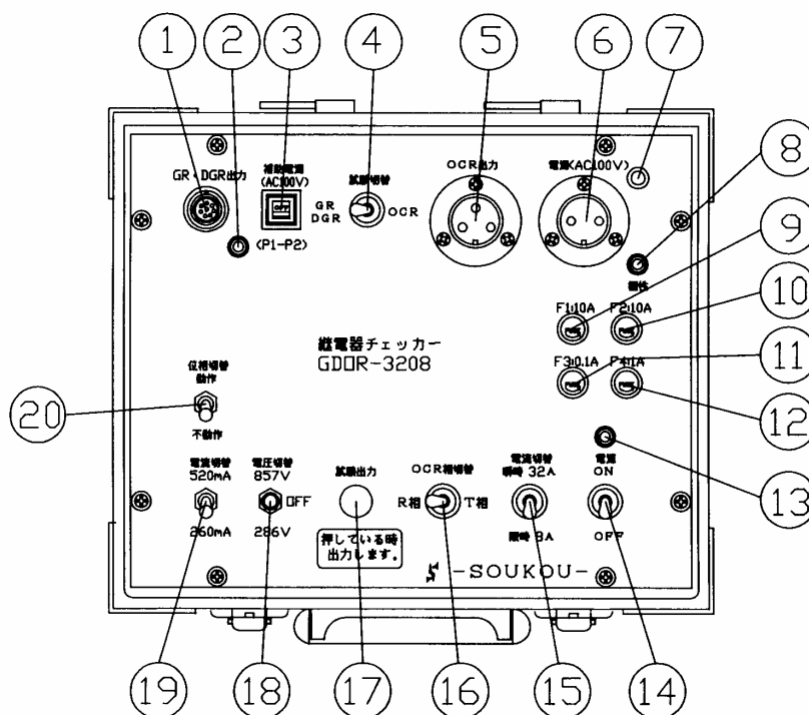 1 2 3 4 5 6 7
8
9
10
11
12
13
14
15
16
17
18
19
20
GR・DGR出力
補助電源
(AC100V)
OFF
(P1-P2)
試験切替
GR
DGR
OCR
OCR出力
電源(AC100V)
極性
F1:10A F2:10A
F3:0.1A F4:1A
継電器チェッカー
GDOR-3208
位相切替
動作
不動作
電流切替
520mA
260mA
電圧切替
857V
OFF
286V
試験出力
押している時
出力します。
OCR相切替
R相 T相
電流切替
瞬時 32A
限時 8A
電源
ON
OFF
-SOUKOU-